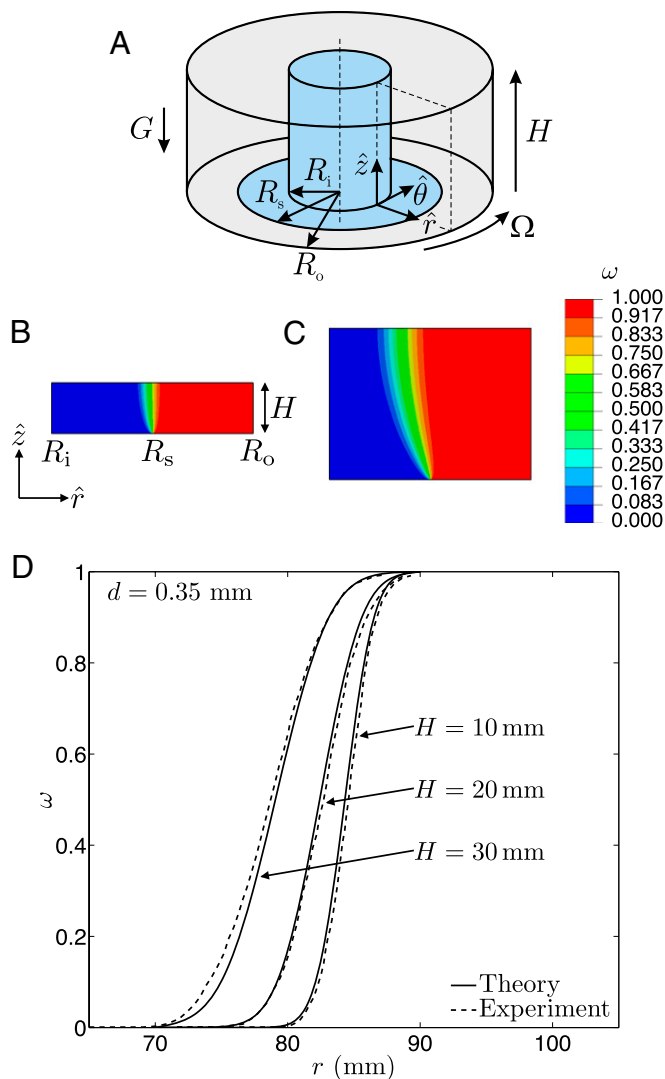 A
G
H
R_i
R_s
R_o
ẑ
θ̂
r̂
Ω
ω
B
C
H
ẑ
R_i
R_s
R_o
r̂
1.000
0.917
0.833
0.750
0.667
0.583
0.500
0.417
0.333
0.250
0.167
0.083
0.000
D
d = 0.35 mm
1
0.8
0.6
0.4
0.2
0
ω
H = 10 mm
H = 20 mm
H = 30 mm
Theory
Experiment
70
80
90
100
r (mm)